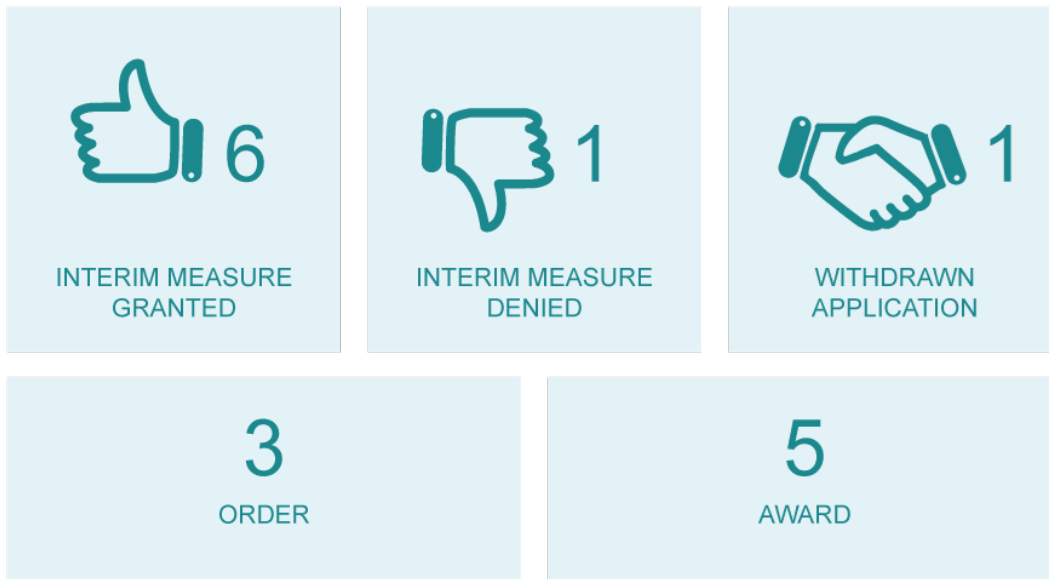 6
INTERIM MEASURE
GRANTED
1
INTERIM MEASURE
DENIED
1
WITHDRAWN
APPLICATION
3
ORDER
5
AWARD